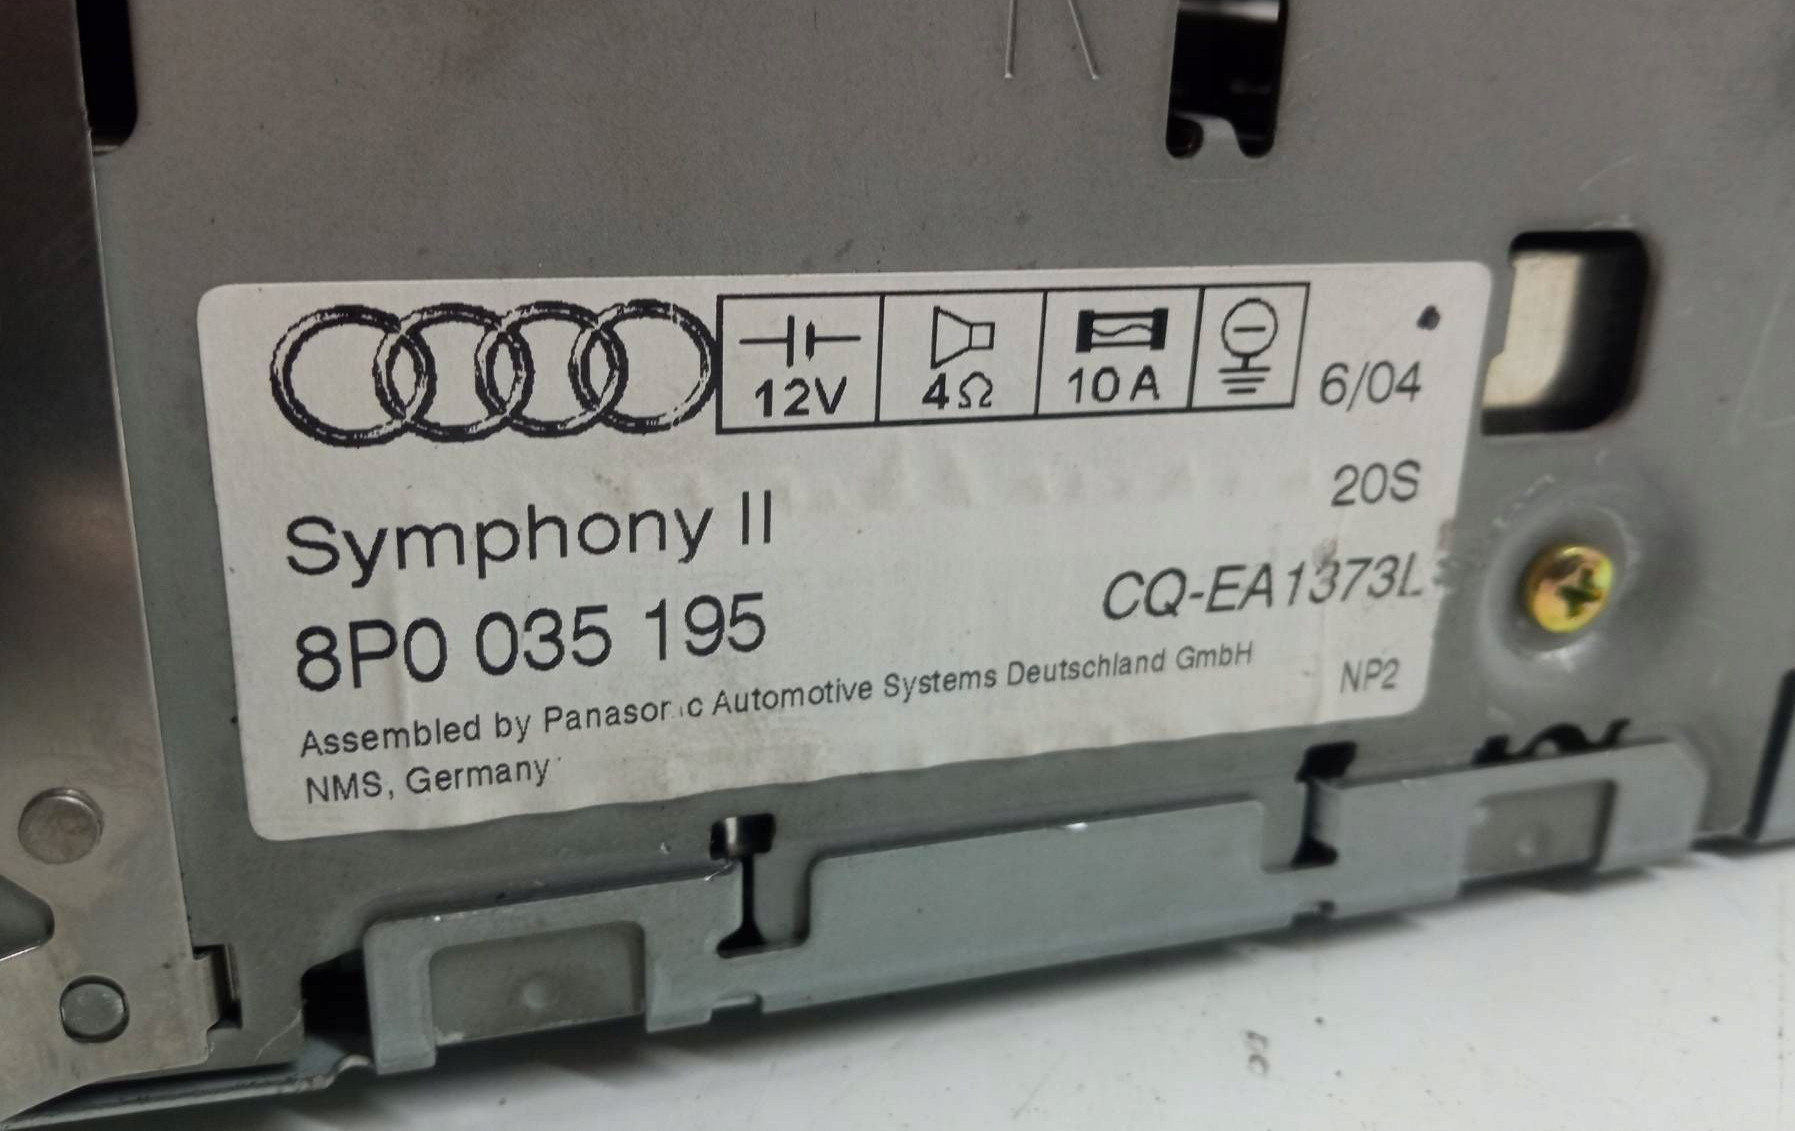 12V 4Ω 10A 6/04
20S
Symphony II
8P0 035 195
CQ-EA1373L
Assembled by Panasonic Automotive Systems Deutschland GmbH
NP2
NMS, Germany